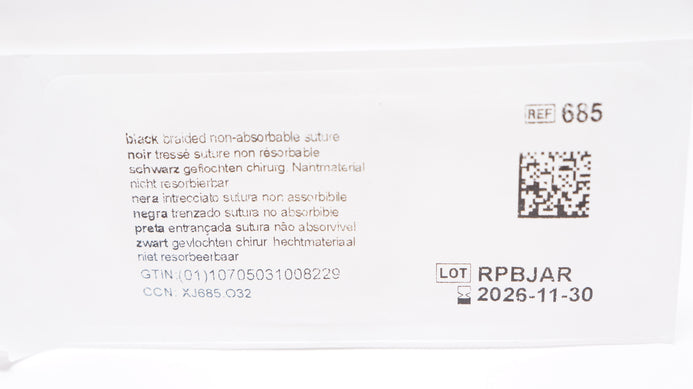 REF 685
black braided non-absorbable suture
noir tressé suture non résorbable
schwarz geflochten chirurg. Nahtmaterial
nicht resorbierbar
nera intrecciato sutura non assorbibile
negra trenzado sutura no absorbible
preta entrançada sutura não absorvível
zwart gevlochten chirur hechtmateriaal
niet resorbeerbaar
GTIN:(01)10705031008229
CCN: XJ685.O32
LOT RPBJAR
2026-11-30